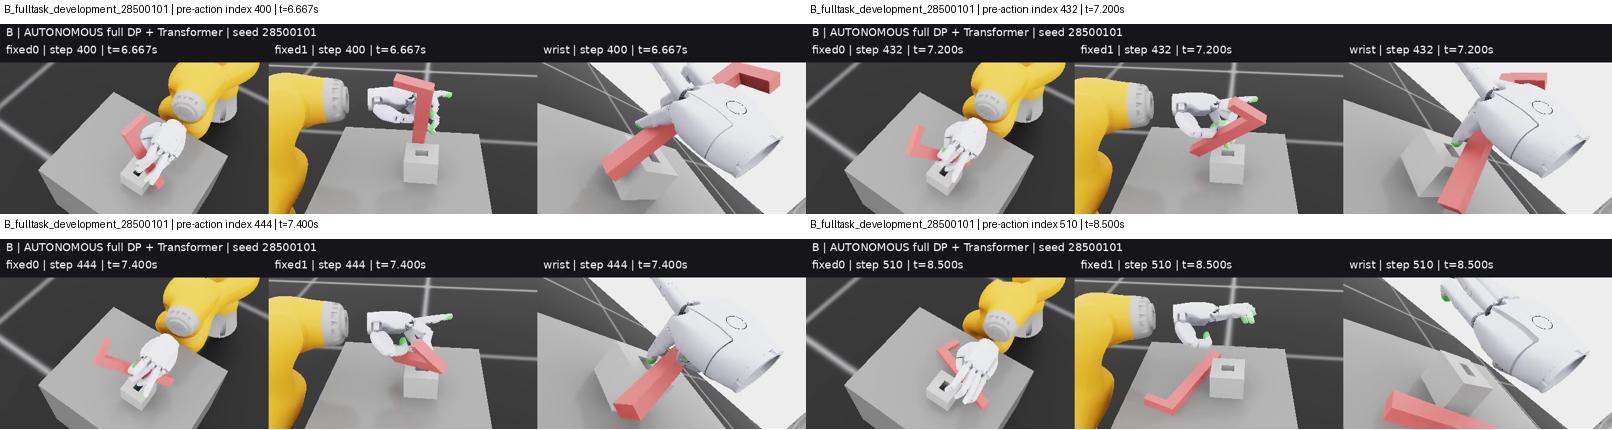 B_fulltask_development_28500101 | pre-action index 400 | t=6.667s
B | AUTONOMOUS full DP + Transformer | seed 28500101
fixed0 | step 400 | t=6.667s
fixed1 | step 400 | t=6.667s
wrist | step 400 | t=6.667s
B_fulltask_development_28500101 | pre-action index 432 | t=7.200s
B | AUTONOMOUS full DP + Transformer | seed 28500101
fixed0 | step 432 | t=7.200s
fixed1 | step 432 | t=7.200s
wrist | step 432 | t=7.200s
B_fulltask_development_28500101 | pre-action index 444 | t=7.400s
B | AUTONOMOUS full DP + Transformer | seed 28500101
fixed0 | step 444 | t=7.400s
fixed1 | step 444 | t=7.400s
wrist | step 444 | t=7.400s
B_fulltask_development_28500101 | pre-action index 510 | t=8.500s
B | AUTONOMOUS full DP + Transformer | seed 28500101
fixed0 | step 510 | t=8.500s
fixed1 | step 510 | t=8.500s
wrist | step 510 | t=8.500s